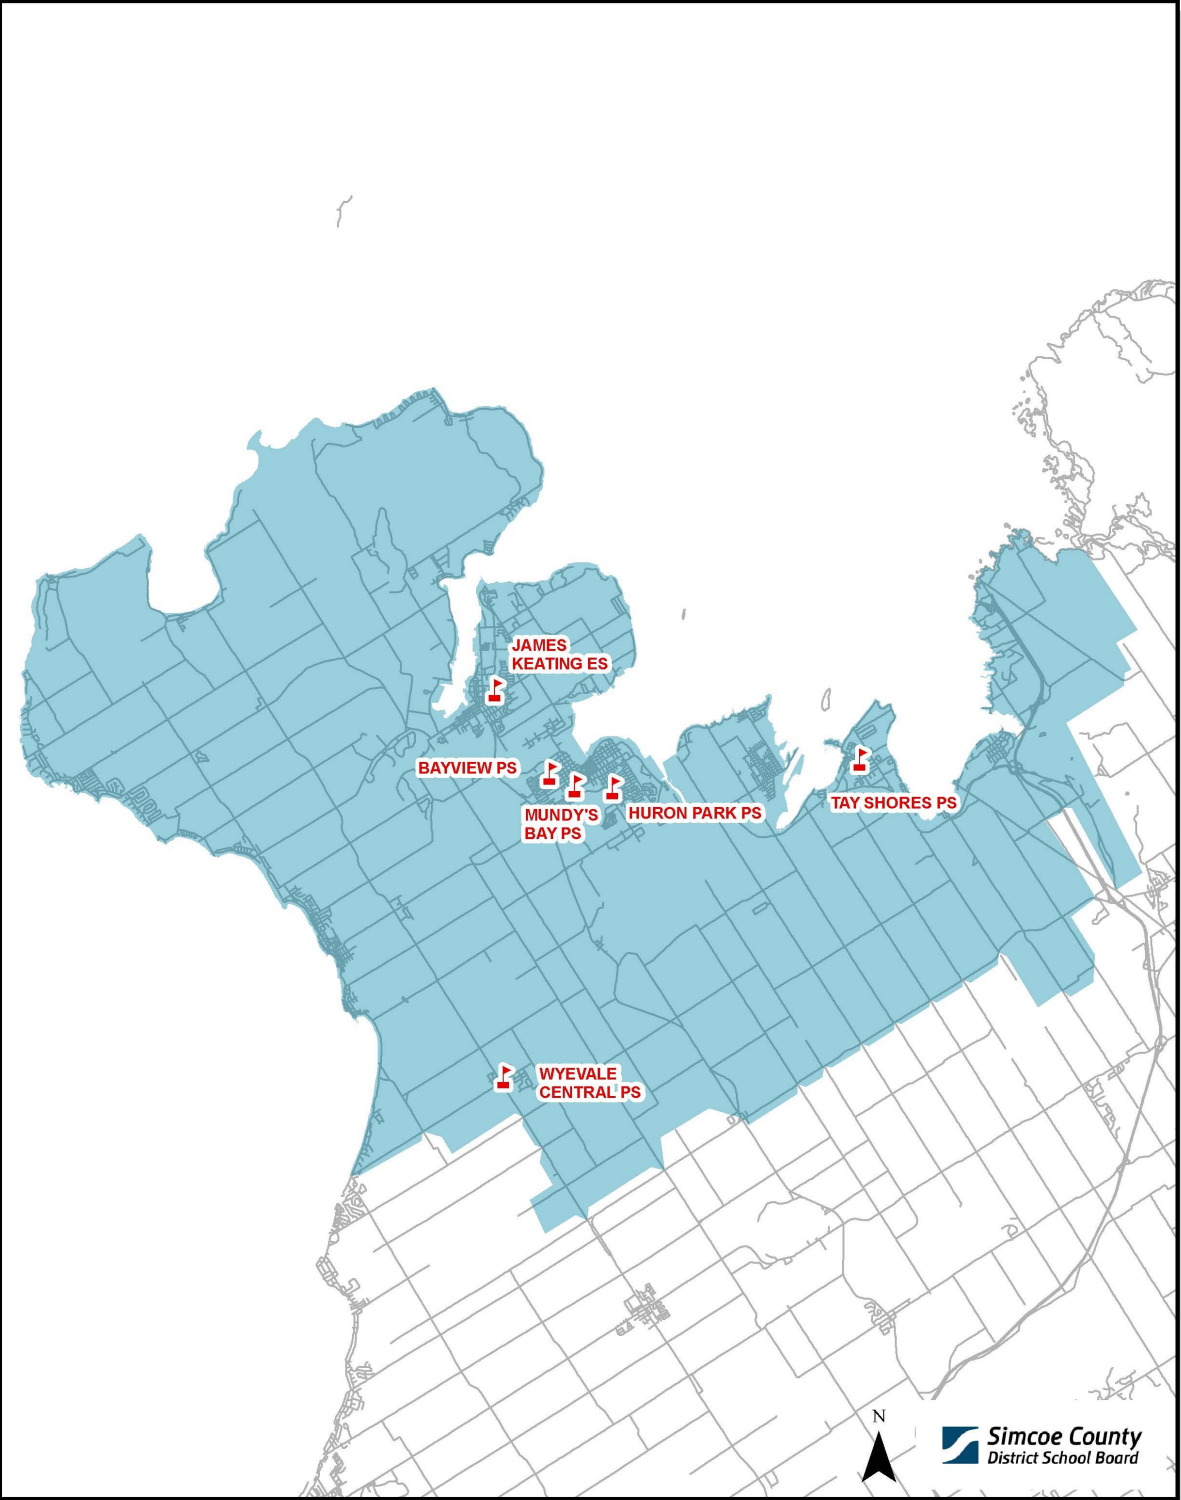 JAMES
KEATING ES
BAYVIEW PS
MUNDY'S
BAY PS
HURON PARK PS
TAY SHORES PS
WYEVALE
CENTRAL PS
N
Simcoe County
District School Board